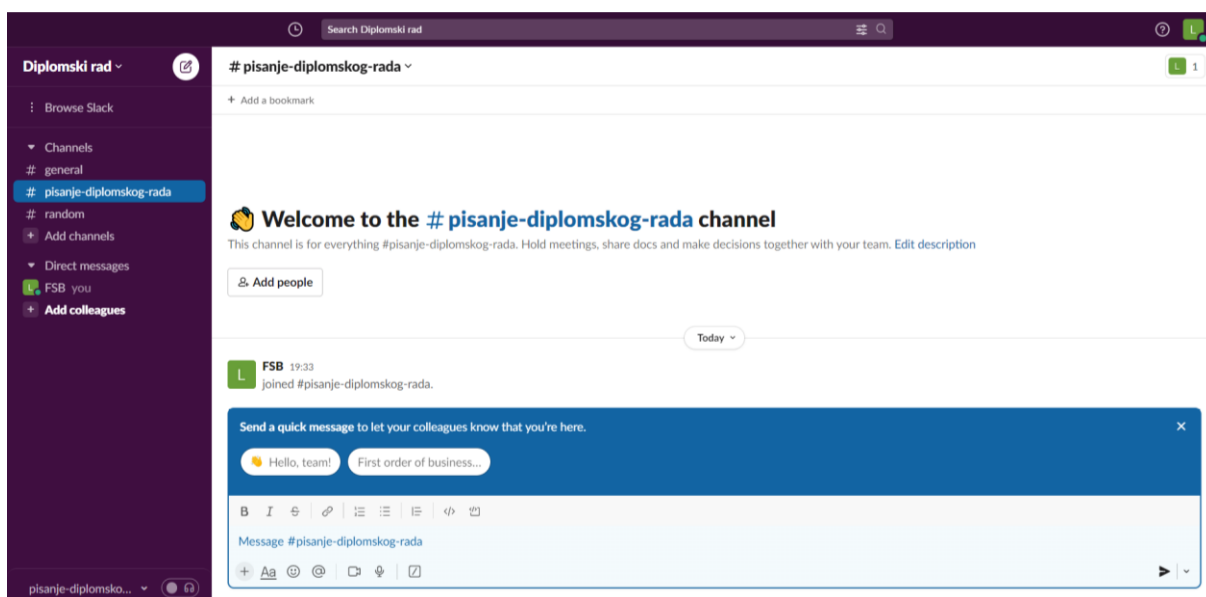 Search Diplomski rad
L
Diplomski rad
# pisanje-diplomskog-rada
L 1
Browse Slack
+ Add a bookmark
Channels
# general
# pisanje-diplomskog-rada
# random
+ Add channels
Direct messages
L FSB you
+ Add colleagues
pisanje-diplomsko...
Welcome to the # pisanje-diplomskog-rada channel
This channel is for everything #pisanje-diplomskog-rada. Hold meetings, share docs and make decisions together with your team. Edit description
Add people
Today
L
FSB 19:33
joined #pisanje-diplomskog-rada.
Send a quick message to let your colleagues know that you're here.
Hello, team! First order of business...
B I S
Message #pisanje-diplomskog-rada
+ Aa @